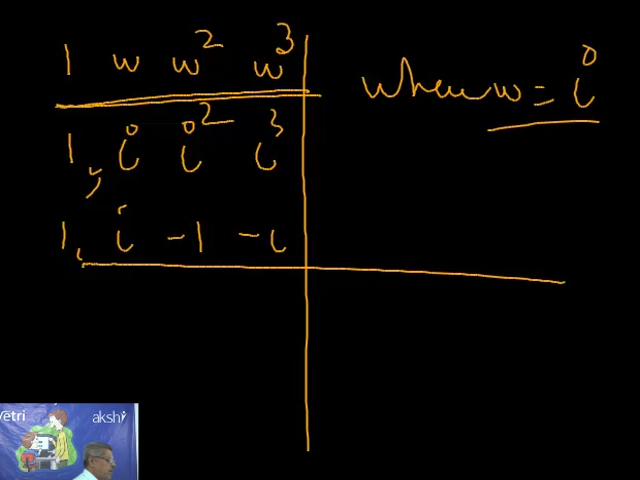 1 w w² w³
when w = i
1, i i² i³
1, i -1 -i
Vetri
akshi